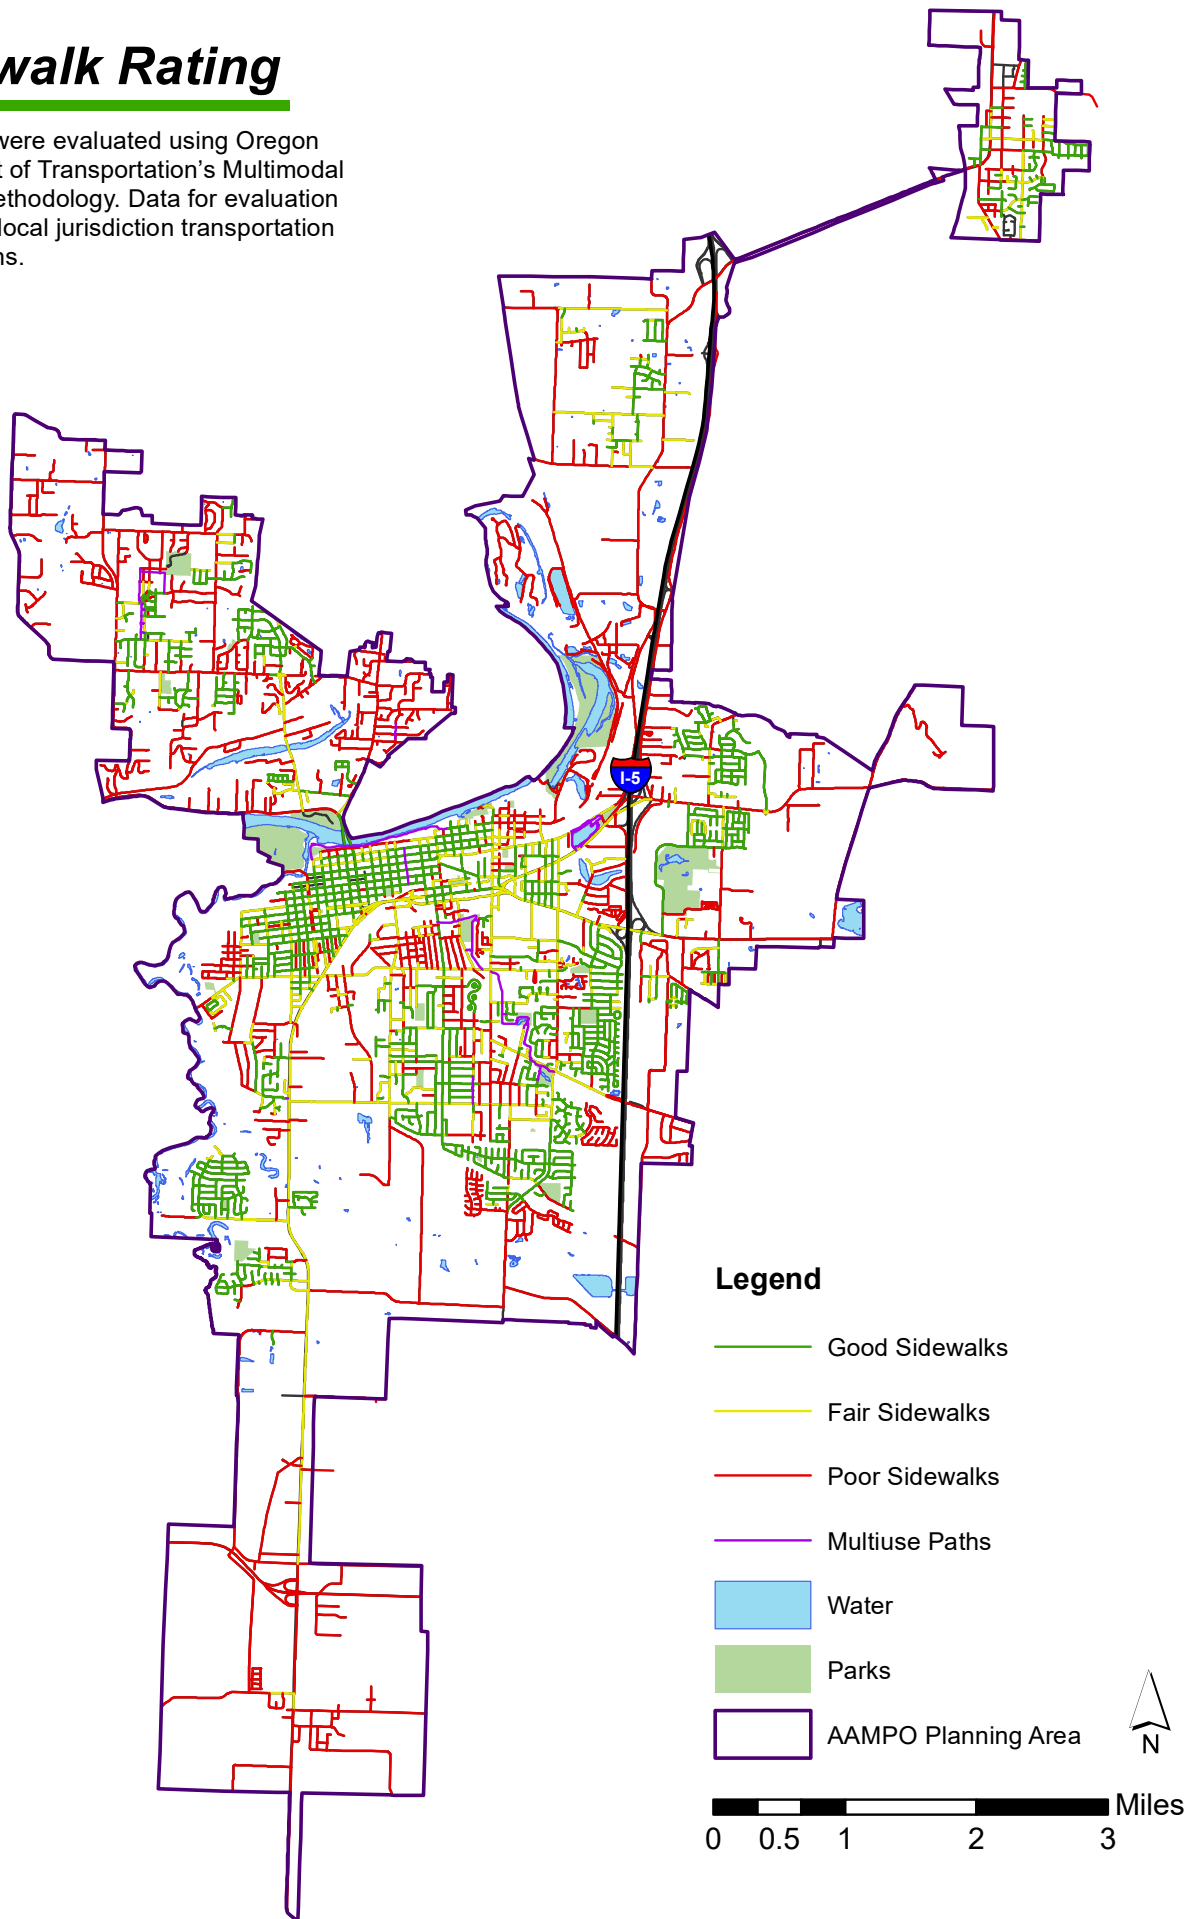 walk Rating
were evaluated using Oregon
t of Transportation’s Multimodal
ethodology. Data for evaluation
local jurisdiction transportation
ns.
I-5
Legend
Good Sidewalks
Fair Sidewalks
Poor Sidewalks
Multiuse Paths
Water
Parks
AAMPO Planning Area
N
Miles
0 0.5 1 2 3